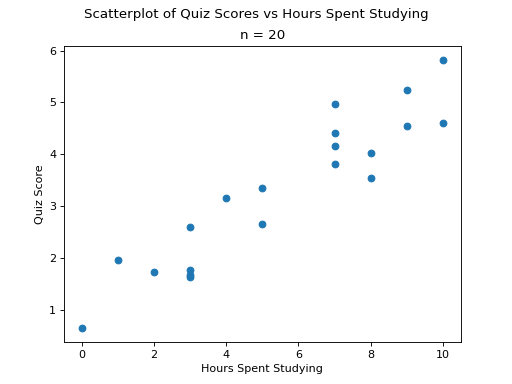 Scatterplot of Quiz Scores vs Hours Spent Studying
n = 20
6
5
4
3
2
1
Quiz Score
0 2 4 6 8 10
Hours Spent Studying